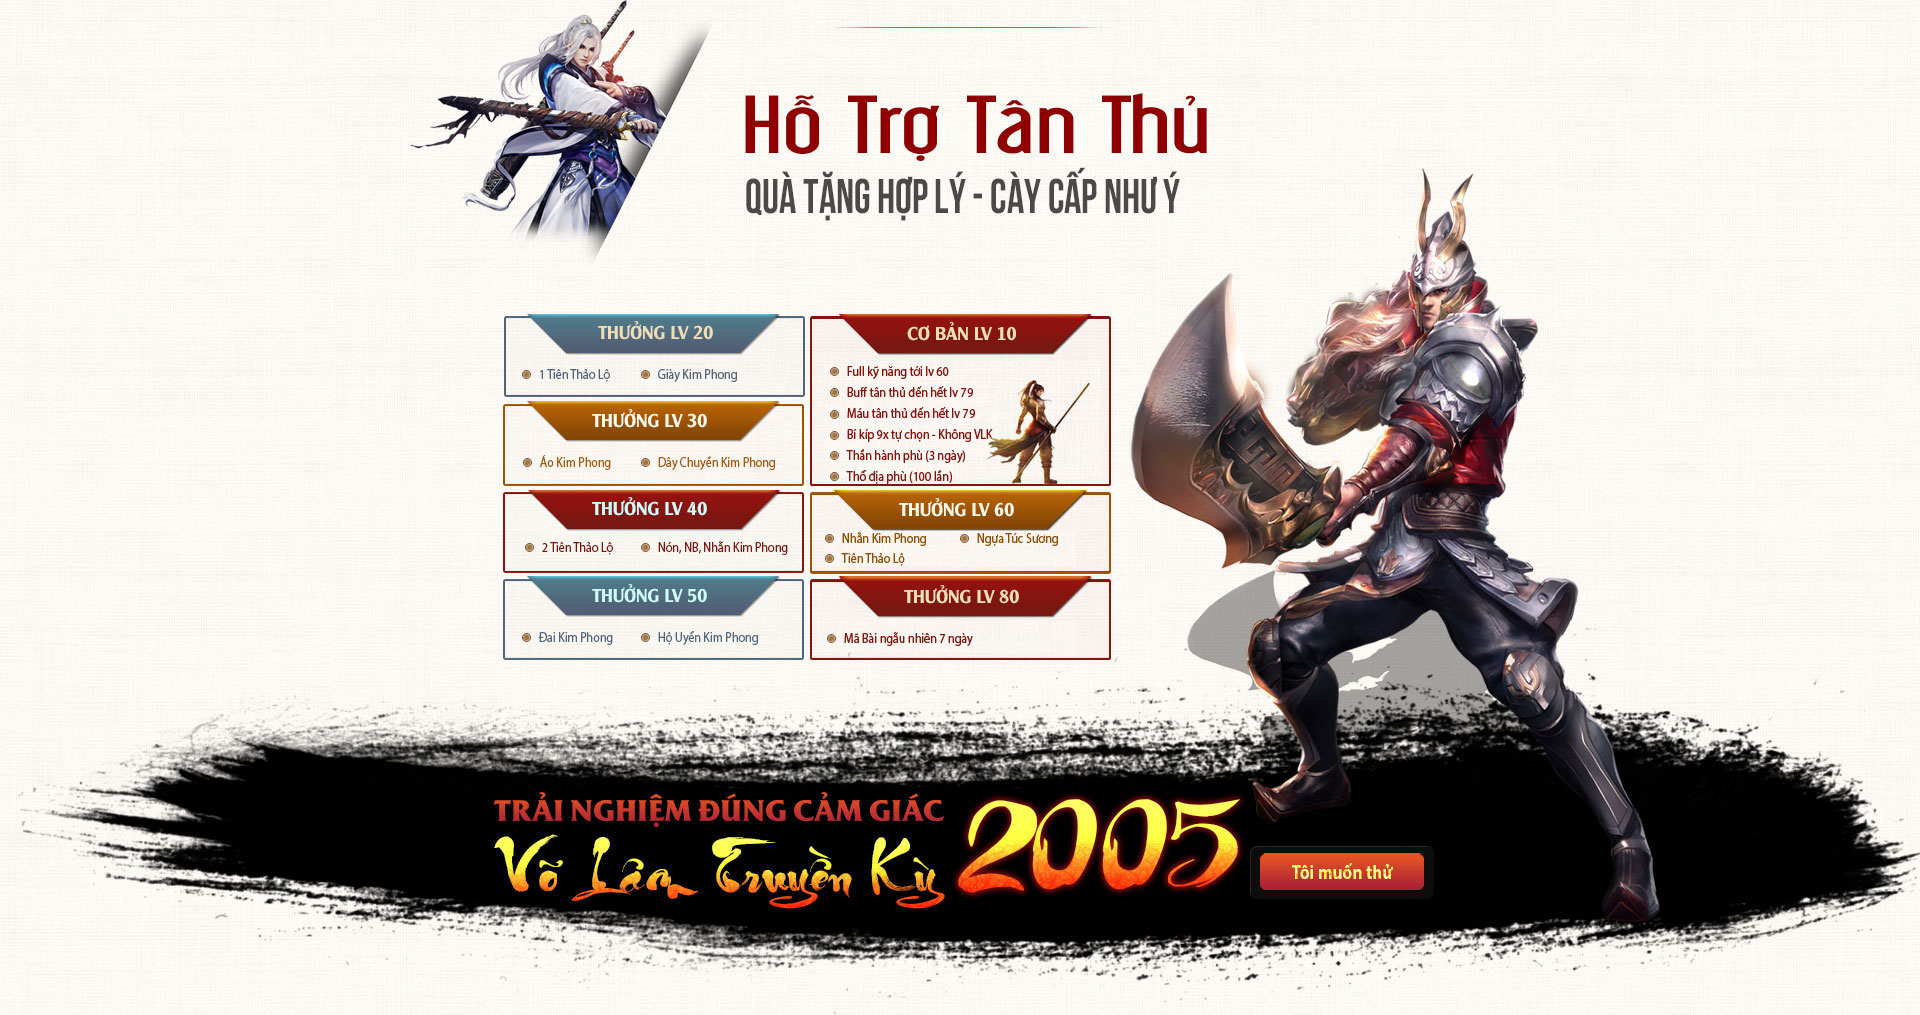 Hỗ Trợ Tân Thủ
QUÀ TẶNG HỢP LÝ - CÀY CẤP NHƯ Ý
THƯỞNG LV 20
1 Tiên Thảo Lộ
Giày Kim Phong
THƯỞNG LV 30
Áo Kim Phong
Dây Chuyền Kim Phong
THƯỞNG LV 40
2 Tiên Thảo Lộ
Nón, NB, Nhẫn Kim Phong
THƯỞNG LV 50
Đai Kim Phong
Hộ Uyển Kim Phong
CƠ BẢN LV 10
Full kỹ năng tới lv 60
Buff tân thủ đến hết lv 79
Máu tân thủ đến hết lv 79
Bí kíp 9x tự chọn - Không VLK
Thần hành phù (3 ngày)
Thổ địa phù (100 lần)
THƯỞNG LV 60
Nhẫn Kim Phong
Ngựa Túc Sương
Tiên Thảo Lộ
THƯỞNG LV 80
Mã Bài ngẫu nhiên 7 ngày
TRẢI NGHIỆM ĐÚNG CẢM GIÁC
Võ Lâm Truyền Kỳ
2005
Tôi muốn thử